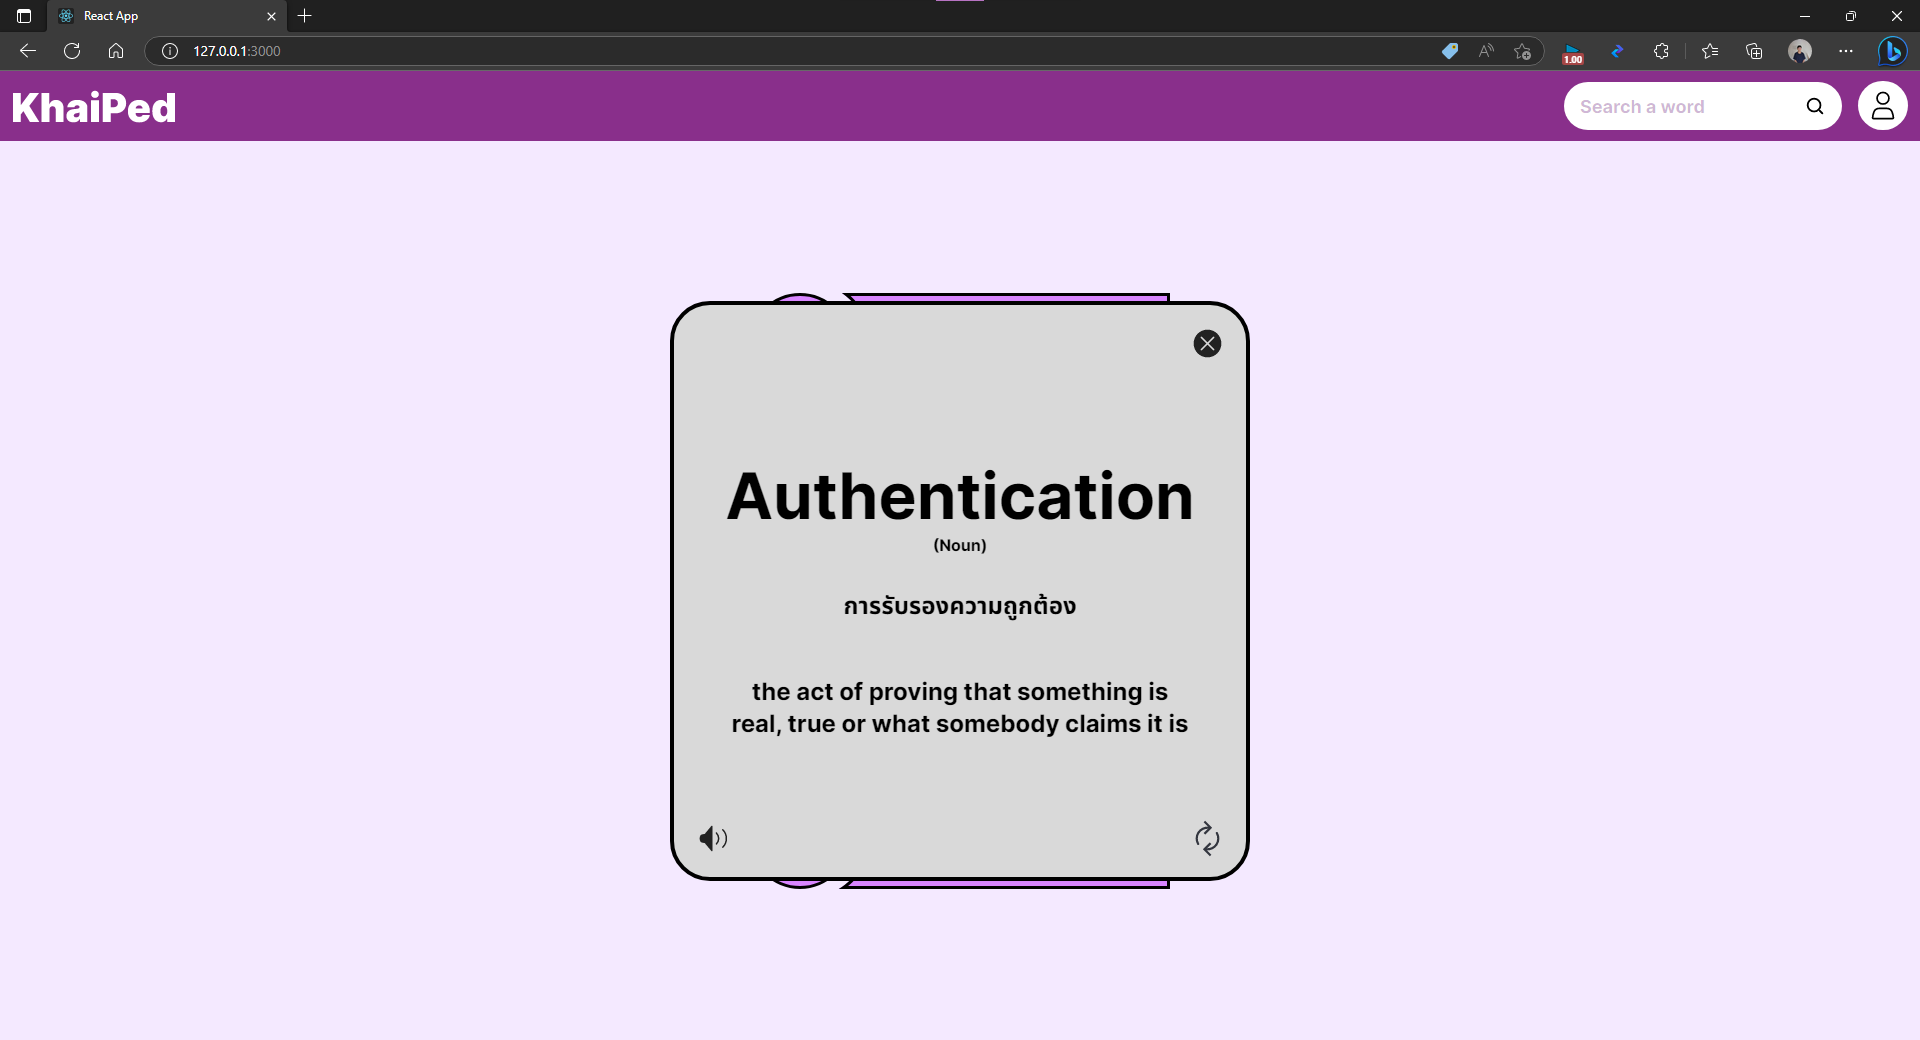 React App
127.0.0.1:3000
1.00
KhaiPed
Search a word
Authentication
(Noun)
การรับรองความถูกต้อง
the act of proving that something is
real, true or what somebody claims it is